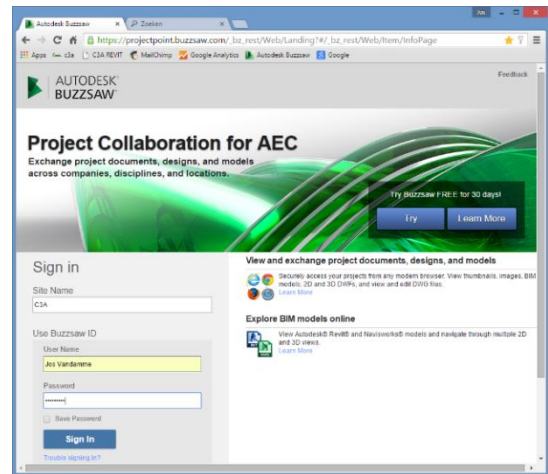 Autodesk Buzzsaw
Zoeken
https://projectpoint.buzzsaw.com/_bz_rest/Web/Landing?#/_bz_rest/Web/Item/InfoPage
Apps
c3a
C3A REVIT
MailChimp
Google Analytics
Autodesk Buzzsaw
Google
Feedback
AUTODESK®
BUZZSAW®
Project Collaboration for AEC
Exchange project documents, designs, and models
across companies, disciplines, and locations.
Try Buzzsaw FREE for 30 days!
Try
Learn More
Sign in
Site Name
C3A
Use Buzzsaw ID
User Name
Jos Vandamme
Password
Save Password
Sign In
Trouble signing in?
View and exchange project documents, designs, and models
Securely access your projects from any modern browser. View thumbnails, images, BIM
models, 2D and 3D DWFs, and view and edit DWG files.
Learn More
Explore BIM models online
View Autodesk® Revit® and Navisworks® models and navigate through multiple 2D
and 3D views.
Learn More